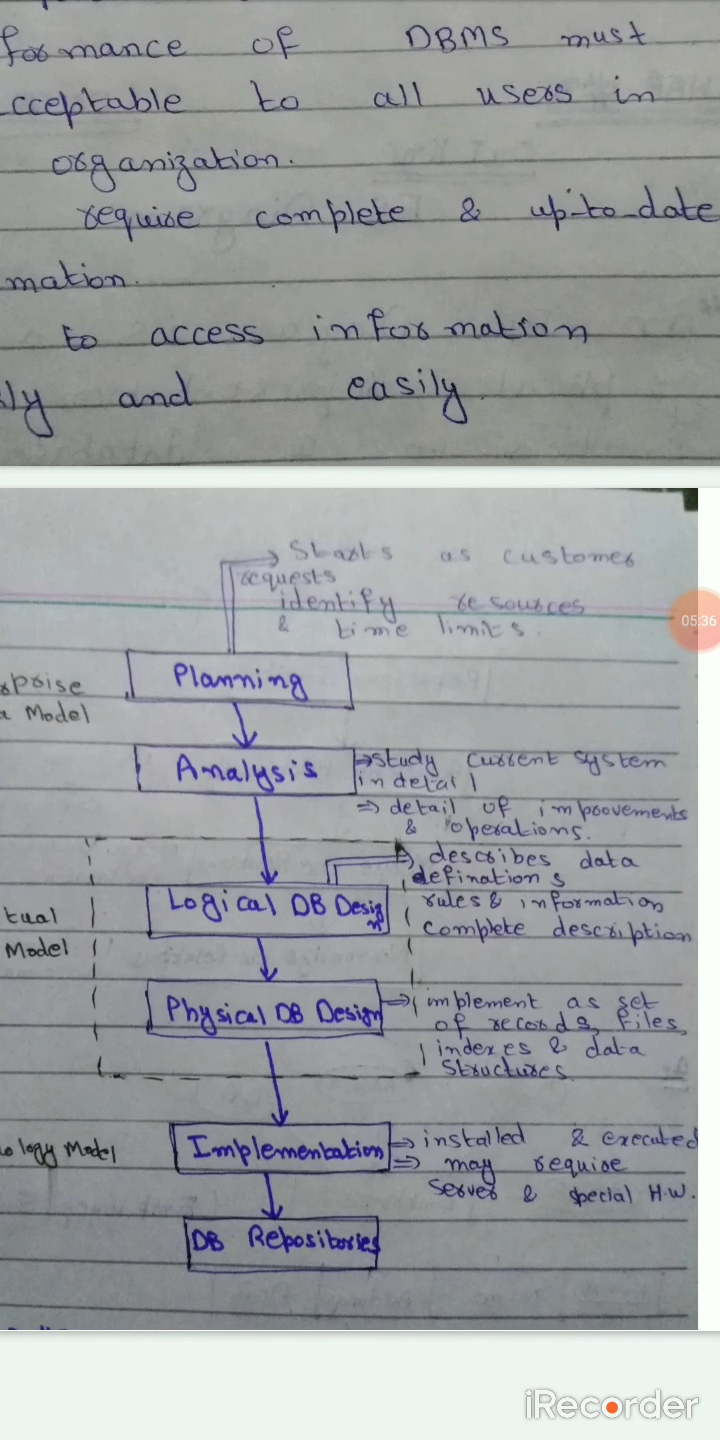 formance of DBMS must
cceptable to all users in
organization.
require complete & up-to-date
mation.
to access information
ly and easily
→ Starts as customer
requests
identify resources
& time limits.
Planning
rprise
a Model
Analysis
→ study current system
in detail
⇒ detail of improvements
& operations.
→ describes data
definations
rules & information
complete description
Logical DB Design
tual
Model
Physical DB Design
⇒ implement as set
of records, files,
indexes & data
structures.
Implementation
ology Model
⇒ installed & executed
⇒ may require
server & special H.W.
DB Repositories
05:36
iRecorder